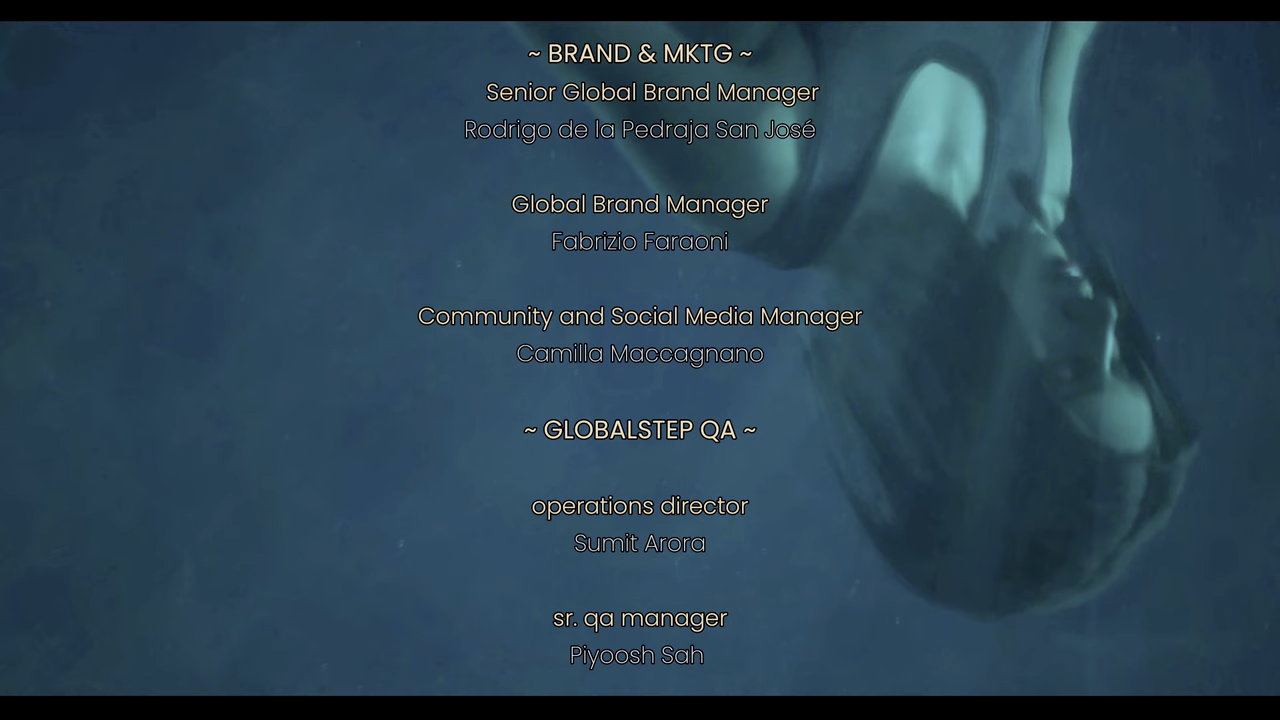 ~ BRAND & MKTG ~
Senior Global Brand Manager
Rodrigo de la Pedraja San José
Global Brand Manager
Fabrizio Faraoni
Community and Social Media Manager
Camilla Maccagnano
~ GLOBALSTEP QA ~
operations director
Sumit Arora
sr. qa manager
Piyoosh Sah